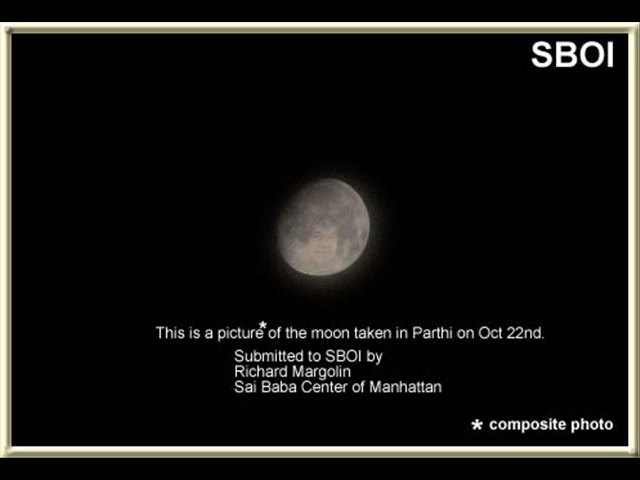 SBOI
This is a picture* of the moon taken in Parthi on Oct 22nd.
Submitted to SBOI by
Richard Margolin
Sai Baba Center of Manhattan
* composite photo